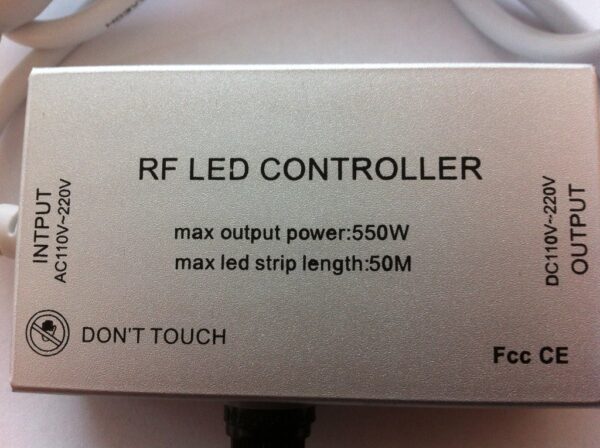 RF LED CONTROLLER
INTPUT
AC110V~220V
max output power:550W
max led strip length:50M
DC110V~220V
OUTPUT
DON'T TOUCH
Fcc CE